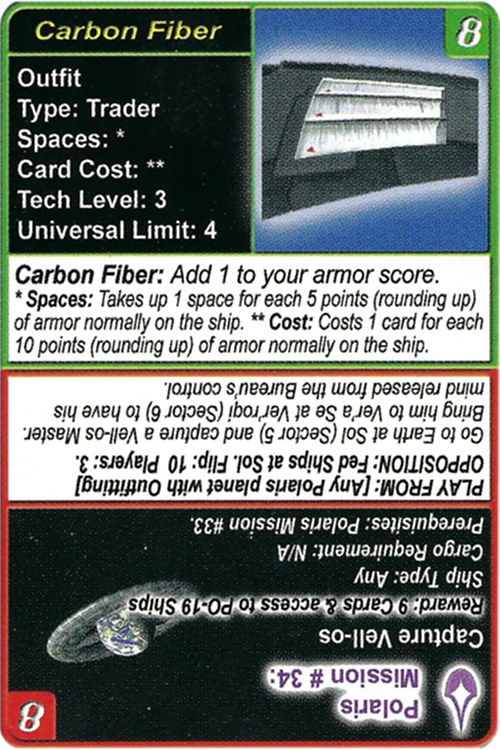 Carbon Fiber
8
Outfit
Type: Trader
Spaces: *
Card Cost: **
Tech Level: 3
Universal Limit: 4
Carbon Fiber: Add 1 to your armor score.
* Spaces: Takes up 1 space for each 5 points (rounding up)
of armor normally on the ship. ** Cost: Costs 1 card for each
10 points (rounding up) of armor normally on the ship.
8
Polaris
Mission # 34:
Capture Vell-os
Reward: 9 Cards & access to PO-19 Ships
Ship Type: Any
Cargo Requirement: N/A
Prerequisites: Polaris Mission #33.
PLAY FROM: [Any Polaris planet with Outfitting]
OPPOSITION: Fed Ships at Sol. Flip: 10 Players: 3.
Go to Earth at Sol (Sector 5) and capture a Vell-os Master.
Bring him to Ver'a Se at Ver'rqi (Sector 6) to have his
mind released from the Bureau's control.